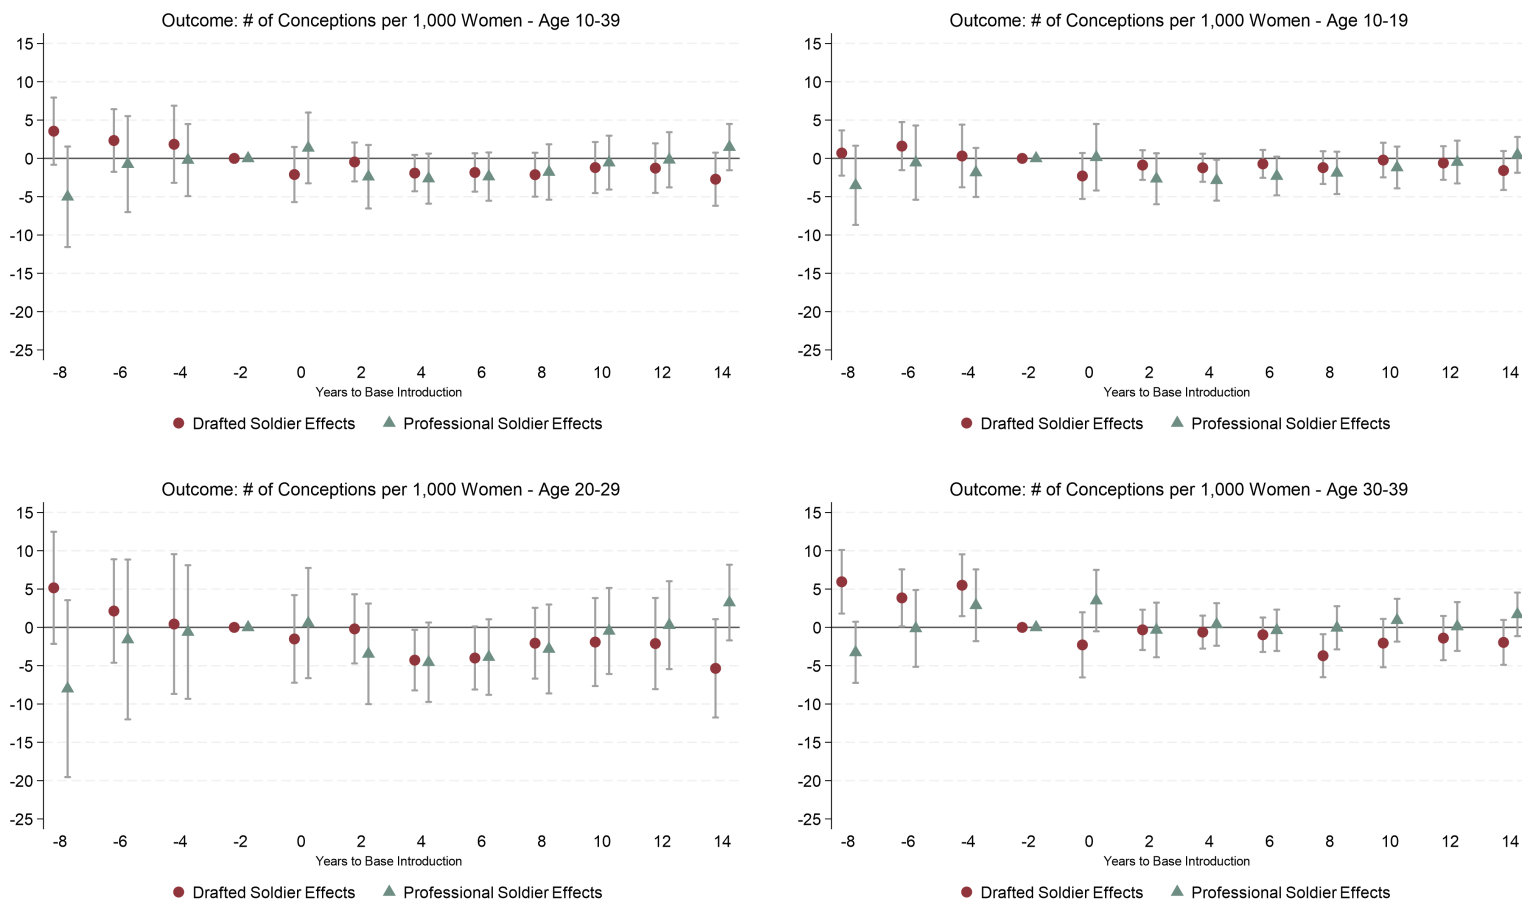 Outcome: # of Conceptions per 1,000 Women - Age 10-39
15
10
5
0
-5
-10
-15
-20
-25
-8 -6 -4 -2 0 2 4 6 8 10 12 14
Years to Base Introduction
Drafted Soldier Effects Professional Soldier Effects
Outcome: # of Conceptions per 1,000 Women - Age 10-19
15
10
5
0
-5
-10
-15
-20
-25
-8 -6 -4 -2 0 2 4 6 8 10 12 14
Years to Base Introduction
Drafted Soldier Effects Professional Soldier Effects
Outcome: # of Conceptions per 1,000 Women - Age 20-29
15
10
5
0
-5
-10
-15
-20
-25
-8 -6 -4 -2 0 2 4 6 8 10 12 14
Years to Base Introduction
Drafted Soldier Effects Professional Soldier Effects
Outcome: # of Conceptions per 1,000 Women - Age 30-39
15
10
5
0
-5
-10
-15
-20
-25
-8 -6 -4 -2 0 2 4 6 8 10 12 14
Years to Base Introduction
Drafted Soldier Effects Professional Soldier Effects